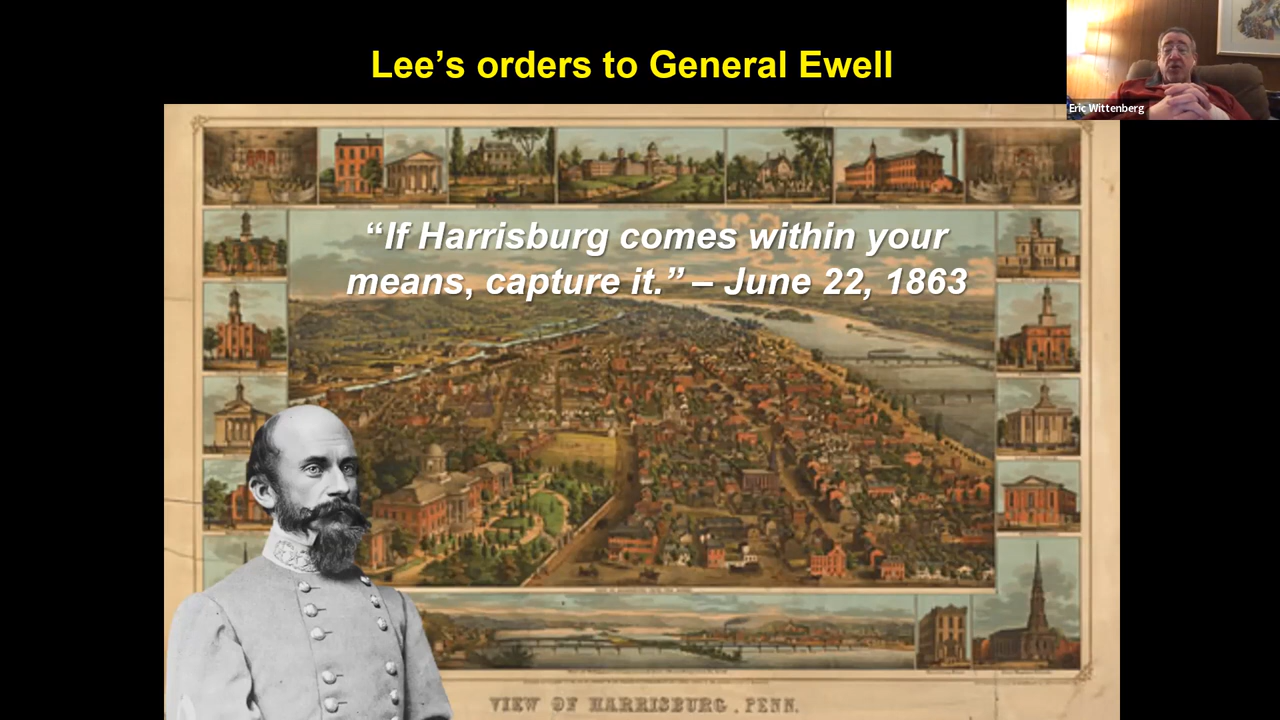 Lee’s orders to General Ewell
Eric Wittenberg
“If Harrisburg comes within your
means, capture it.” – June 22, 1863
VIEW OF HARRISBURG, PENN.